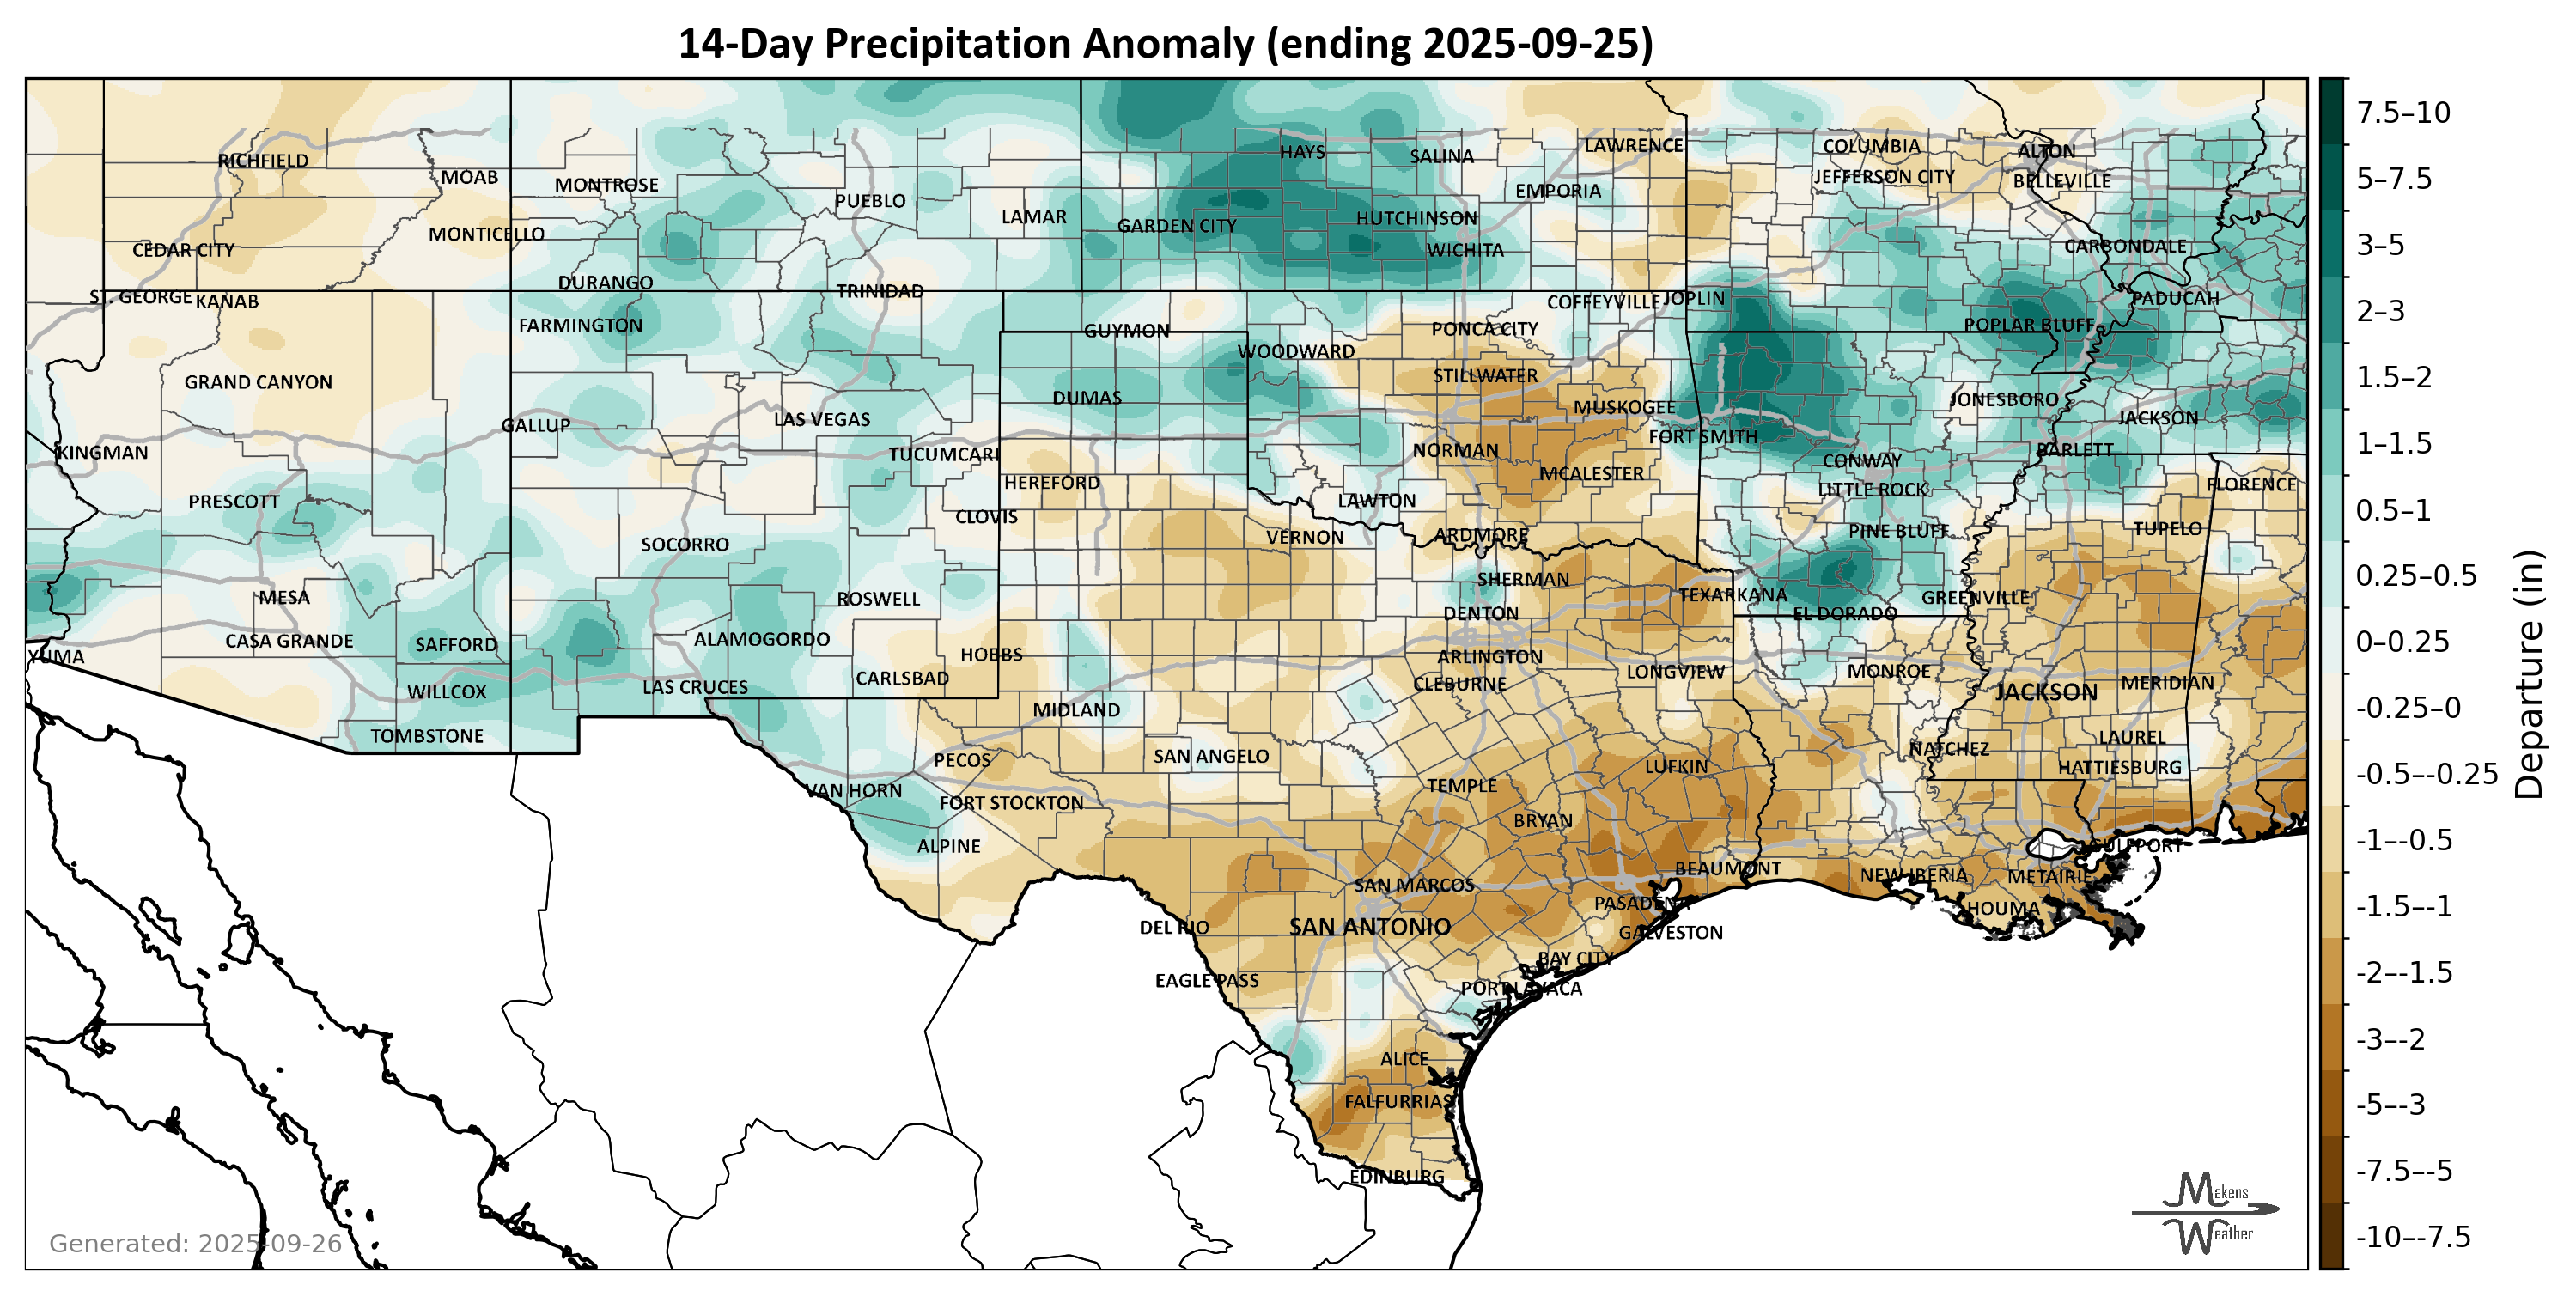 14-Day Precipitation Anomaly (ending 2025-09-25)
HAYS
SALINA
LAWRENCE
COLUMBIA
ALTON
RICHFIELD
MOAB
MONTROSE
EMPORIA
JEFFERSON CITY
BELLEVILLE
PUEBLO
LAMAR
GARDEN CITY
HUTCHINSON
MONTICELLO
CEDAR CITY
WICHITA
CARBONDALE
DURANGO
TRINIDAD
ST. GEORGE
KANAB
COFFEYVILLE
JOPLIN
PADUCAH
FARMINGTON
GUYMON
PONCA CITY
POPLAR BLUFF
WOODWARD
GRAND CANYON
STILLWATER
DUMAS
MUSKOGEE
JONESBORO
GALLUP
LAS VEGAS
JACKSON
KINGMAN
TUCUMCARI
NORMAN
FORT SMITH
BARLETT
CONWAY
PRESCOTT
HEREFORD
LAWTON
MCALESTER
LITTLE ROCK
FLORENCE
CLOVIS
SOCORRO
VERNON
ARDMORE
PINE BLUFF
TUPELO
MESA
ROSWELL
SHERMAN
TEXARKANA
GREENVILLE
CASA GRANDE
SAFFORD
ALAMOGORDO
DENTON
EL DORADO
YUMA
HOBBS
ARLINGTON
WILLCOX
LAS CRUCES
CARLSBAD
CLEBURNE
LONGVIEW
MONROE
JACKSON
MERIDIAN
TOMBSTONE
MIDLAND
PECOS
SAN ANGELO
NATCHEZ
LAUREL
VAN HORN
FORT STOCKTON
TEMPLE
LUFKIN
HATTIESBURG
ALPINE
BRYAN
GULFPORT
SAN MARCOS
BEAUMONT
NEW IBERIA
METAIRIE
DEL RIO
SAN ANTONIO
PASADENA
GALVESTON
HOUMA
EAGLE PASS
BAY CITY
PORT LAVACA
ALICE
FALFURRIAS
EDINBURG
7.5–10
5–7.5
3–5
2–3
1.5–2
1–1.5
0.5–1
0.25–0.5
0–0.25
-0.25–0
-0.5–-0.25
-1–-0.5
-1.5–-1
-2–-1.5
-3–-2
-5–-3
-7.5–-5
-10–-7.5
Departure (in)
Generated: 2025-09-26
Makens
Weather